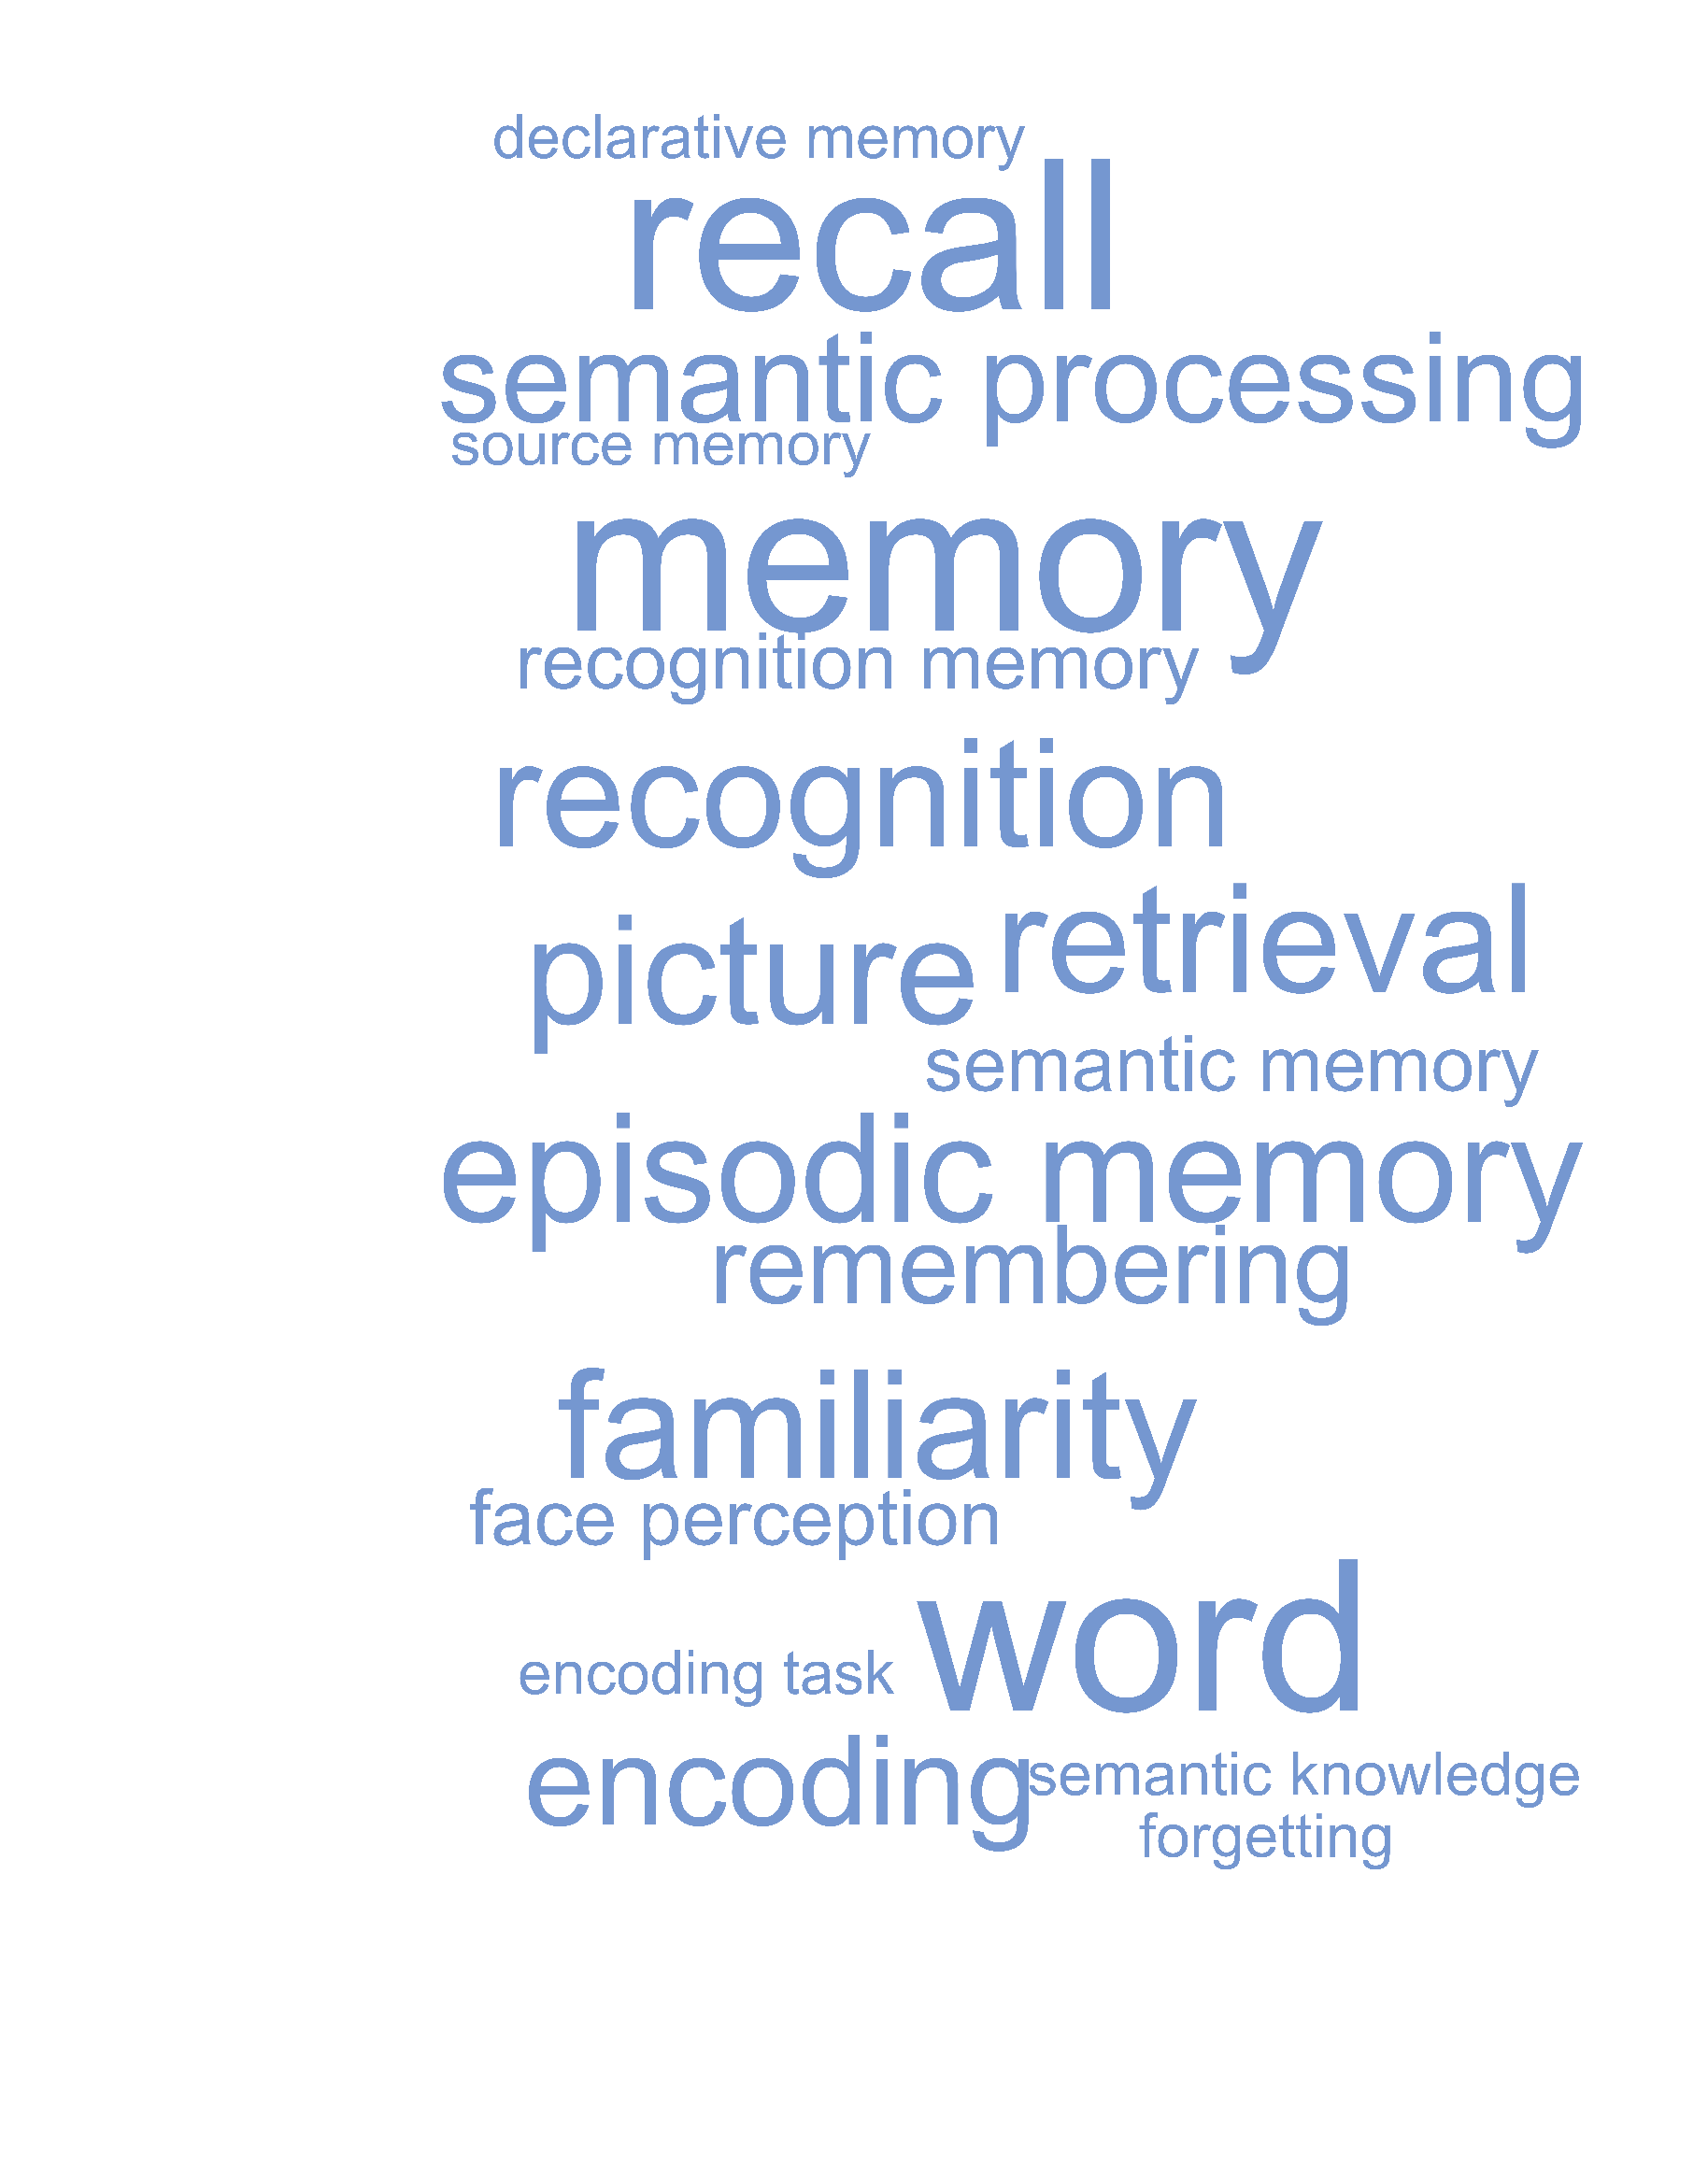 declarative memory
recall
semantic processing
source memory
memory
recognition memory
recognition
picture retrieval
semantic memory
episodic memory
remembering
familiarity
face perception
word
encoding task
encoding semantic knowledge
forgetting